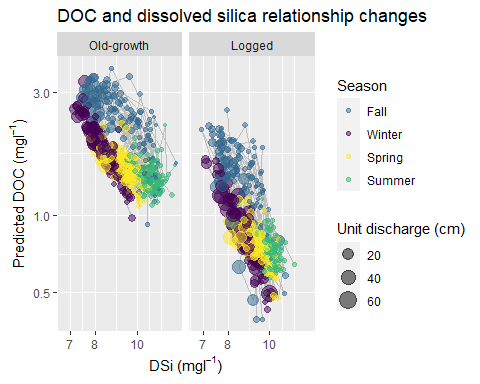 DOC and dissolved silica relationship changes
Old-growth Logged
3.0
1.0
0.5
Predicted DOC (mgl⁻¹)
7 8 10 7 8 10
DSi (mgl⁻¹)
Season
Fall
Winter
Spring
Summer
Unit discharge (cm)
20
40
60